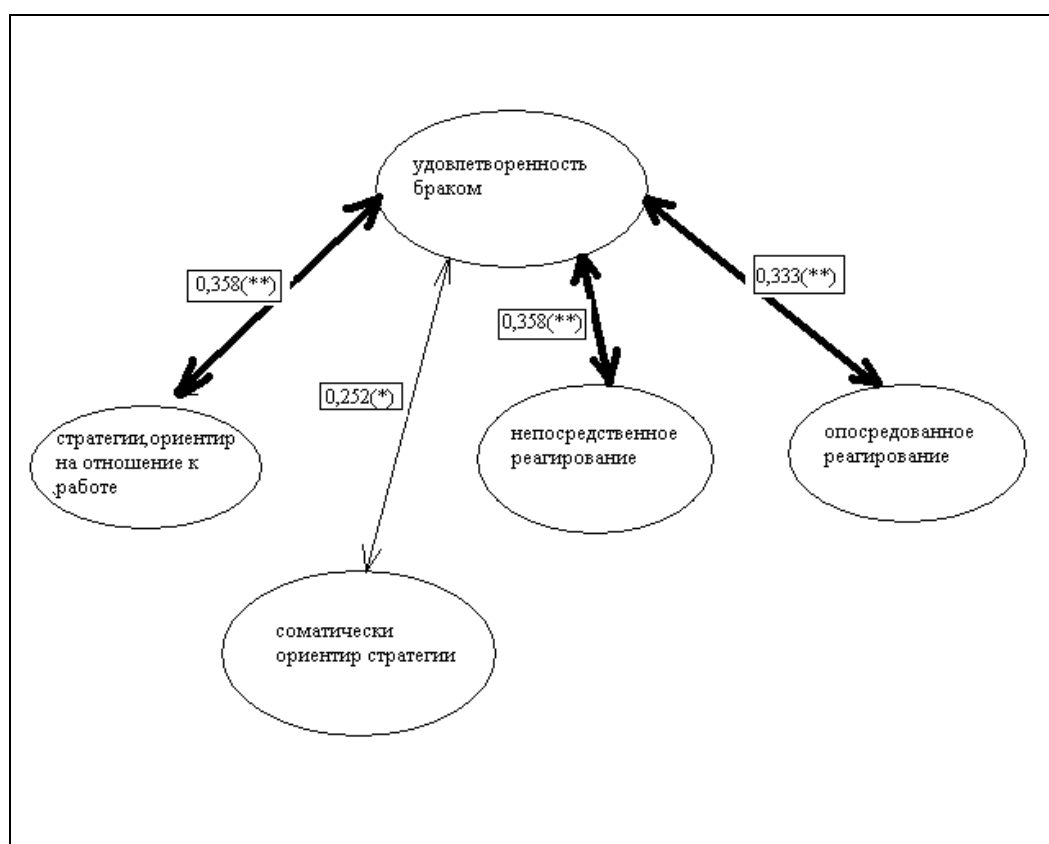 удовлетворенность
браком
0,358(**)
0,333(**)
0,358(**)
0,252(*)
стратегии,ориентир
на отношение к
работе
непосредственное
реагирование
опосредованное
реагирование
соматически
ориентир стратегии